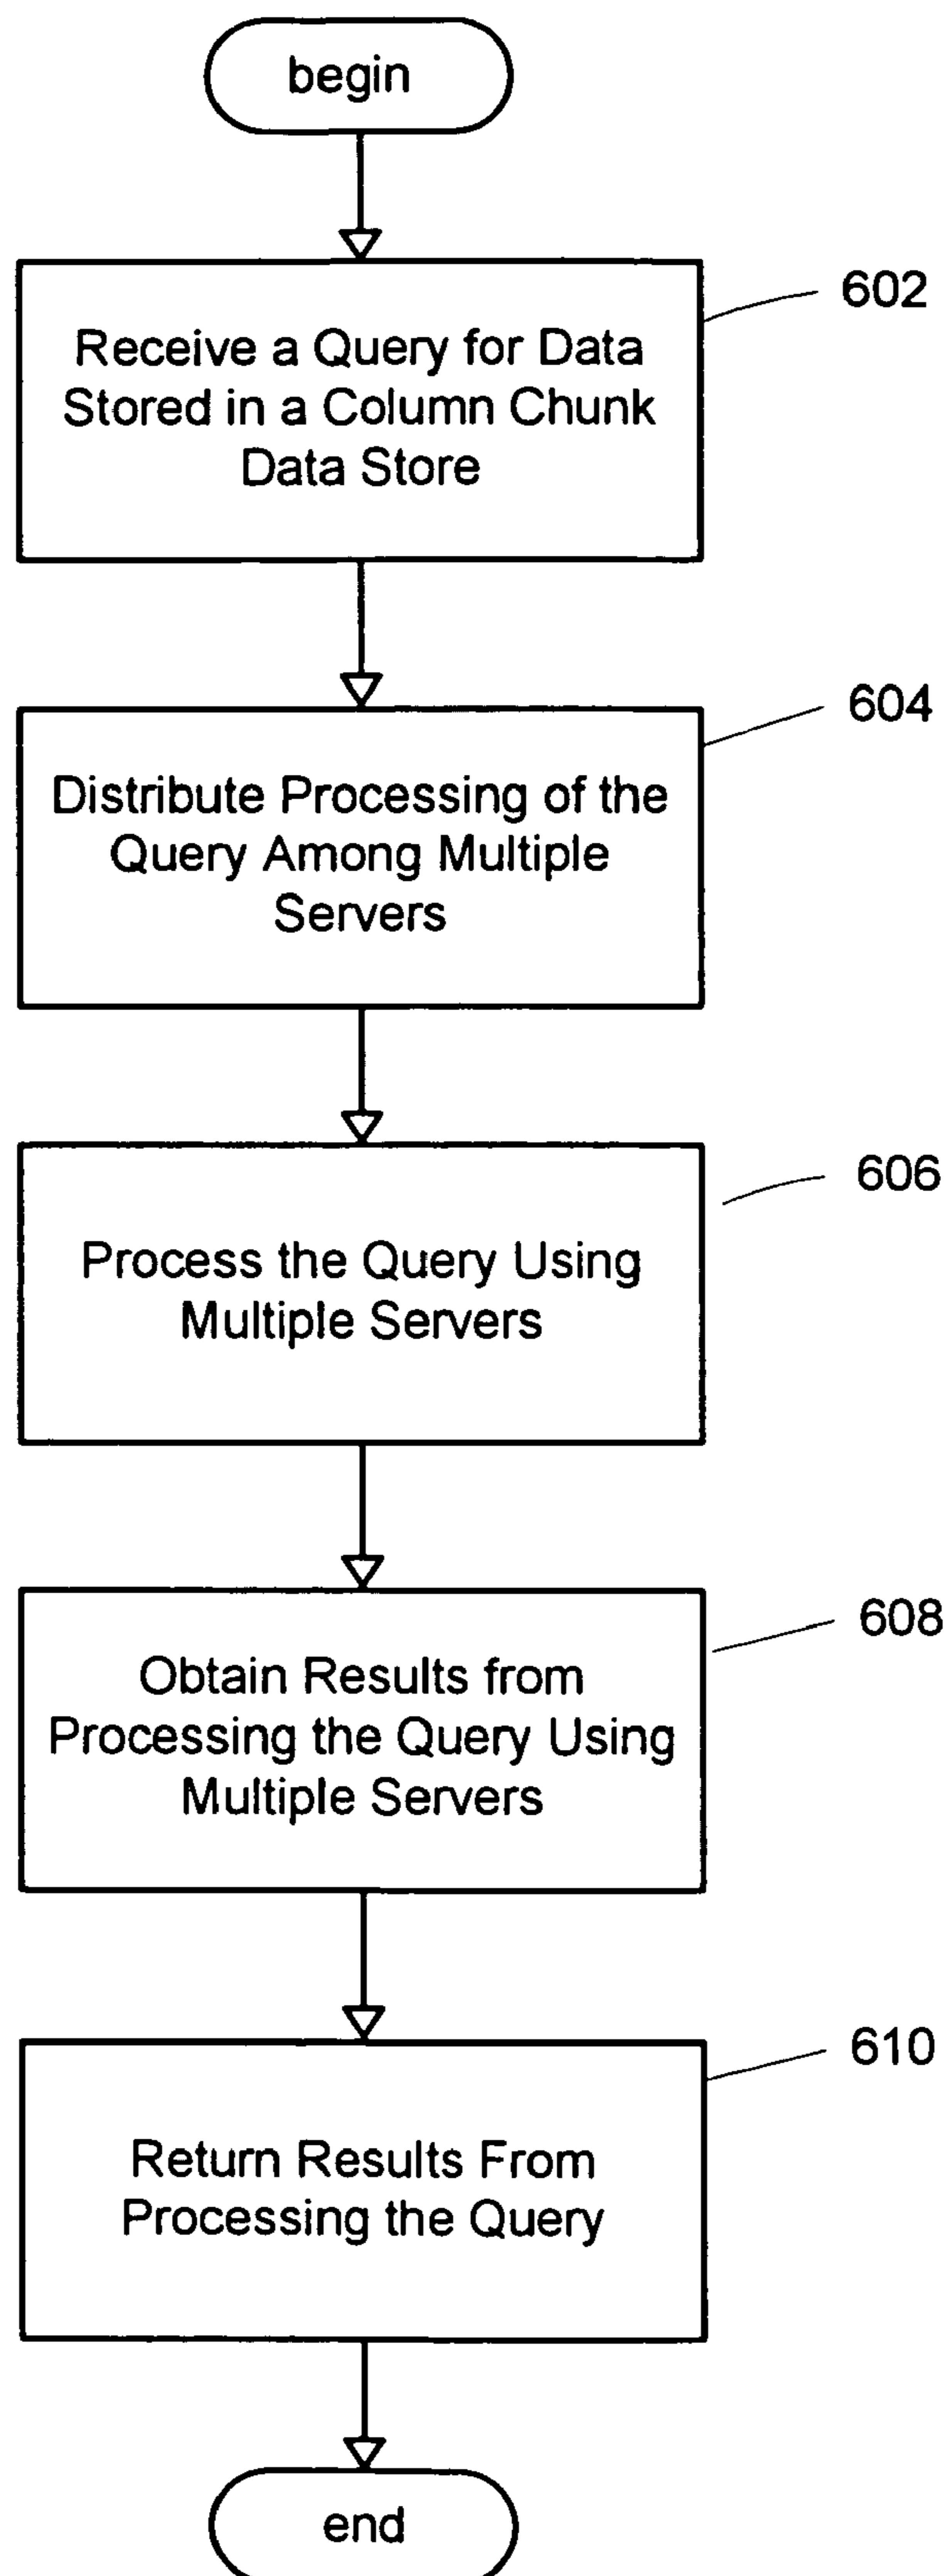 begin
602
Receive a Query for Data
Stored in a Column Chunk
Data Store
604
Distribute Processing of the
Query Among Multiple
Servers
606
Process the Query Using
Multiple Servers
608
Obtain Results from
Processing the Query Using
Multiple Servers
610
Return Results From
Processing the Query
end